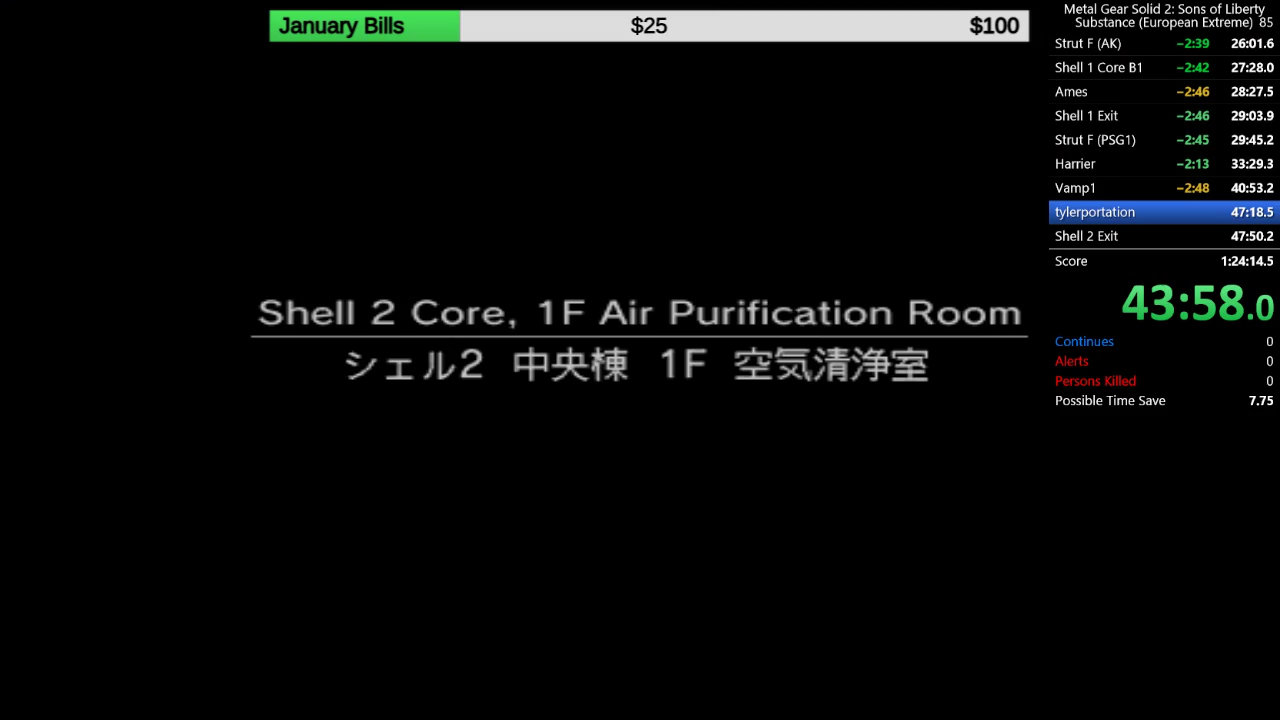 January Bills $25 $100
Metal Gear Solid 2: Sons of Liberty
Substance (European Extreme) 85
Strut F (AK) −2:39 26:01.6
Shell 1 Core B1 −2:42 27:28.0
Ames −2:46 28:27.5
Shell 1 Exit −2:46 29:03.9
Strut F (PSG1) −2:45 29:45.2
Harrier −2:13 33:29.3
Vamp1 −2:48 40:53.2
tylerportation 47:18.5
Shell 2 Exit 47:50.2
Score 1:24:14.5
43:58.0
Continues 0
Alerts 0
Persons Killed 0
Possible Time Save 7.75
Shell 2 Core, 1F Air Purification Room
シェル2 中央棟 1F 空気清浄室